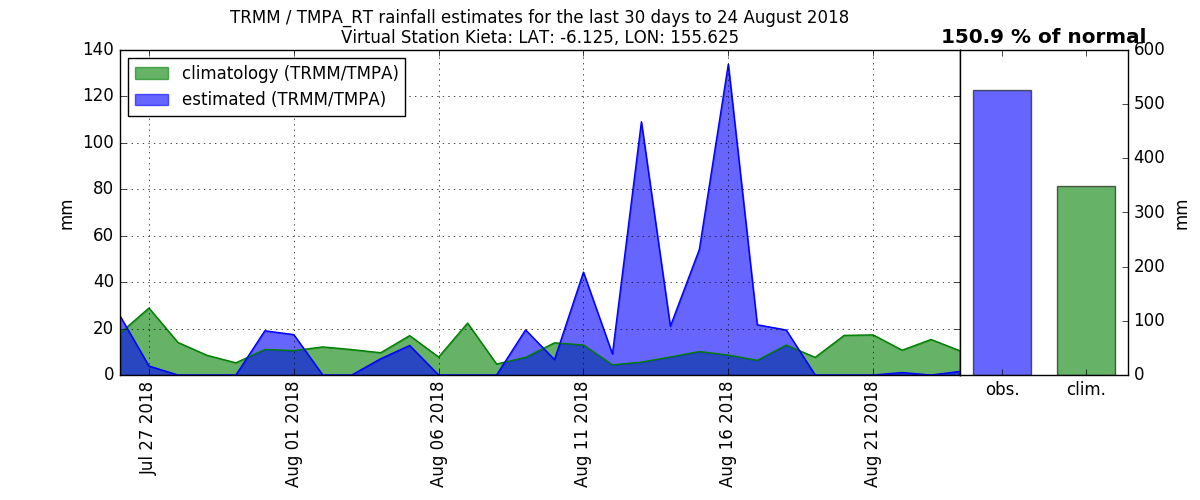 TRMM / TMPA_RT rainfall estimates for the last 30 days to 24 August 2018
Virtual Station Kieta: LAT: -6.125, LON: 155.625
150.9 % of normal
climatology (TRMM/TMPA)
estimated (TRMM/TMPA)
140
120
100
80
60
40
20
0
mm
600
500
400
300
200
100
0
mm
obs.
clim.
Jul 27 2018
Aug 01 2018
Aug 06 2018
Aug 11 2018
Aug 16 2018
Aug 21 2018